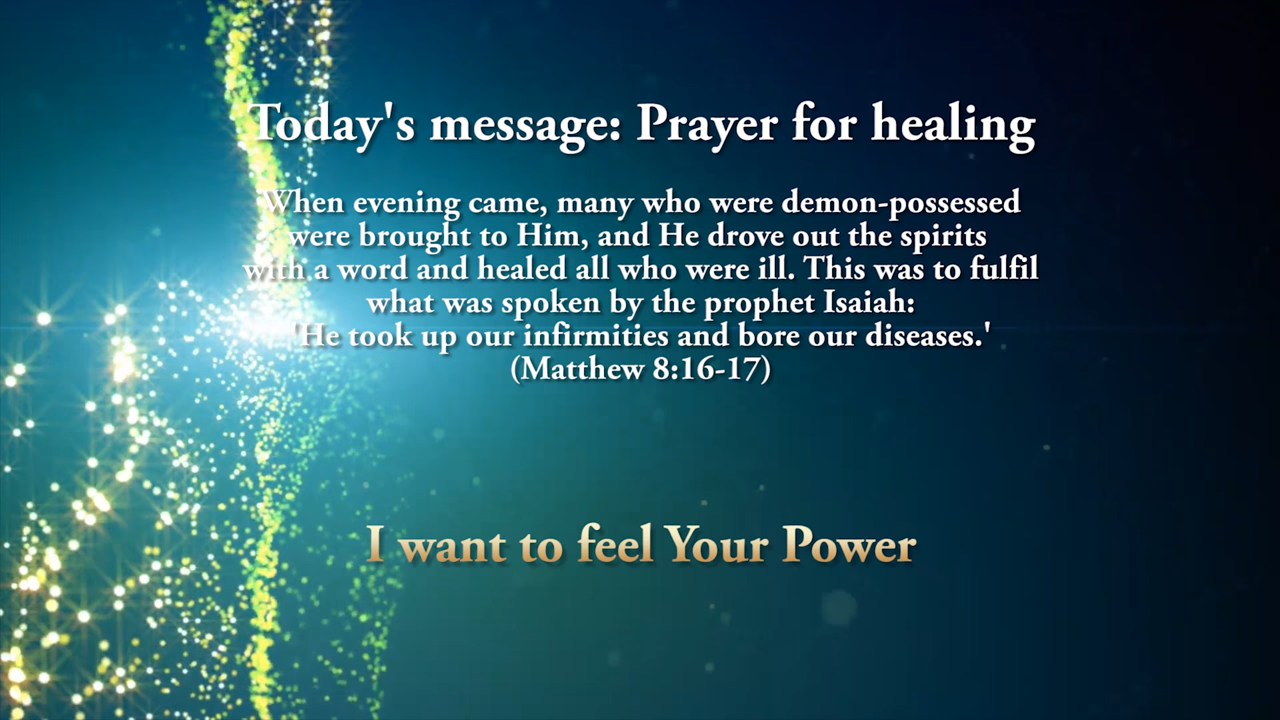 Today's message: Prayer for healing
When evening came, many who were demon-possessed
were brought to Him, and He drove out the spirits
with a word and healed all who were ill. This was to fulfil
what was spoken by the prophet Isaiah:
'He took up our infirmities and bore our diseases.'
(Matthew 8:16-17)
I want to feel Your Power